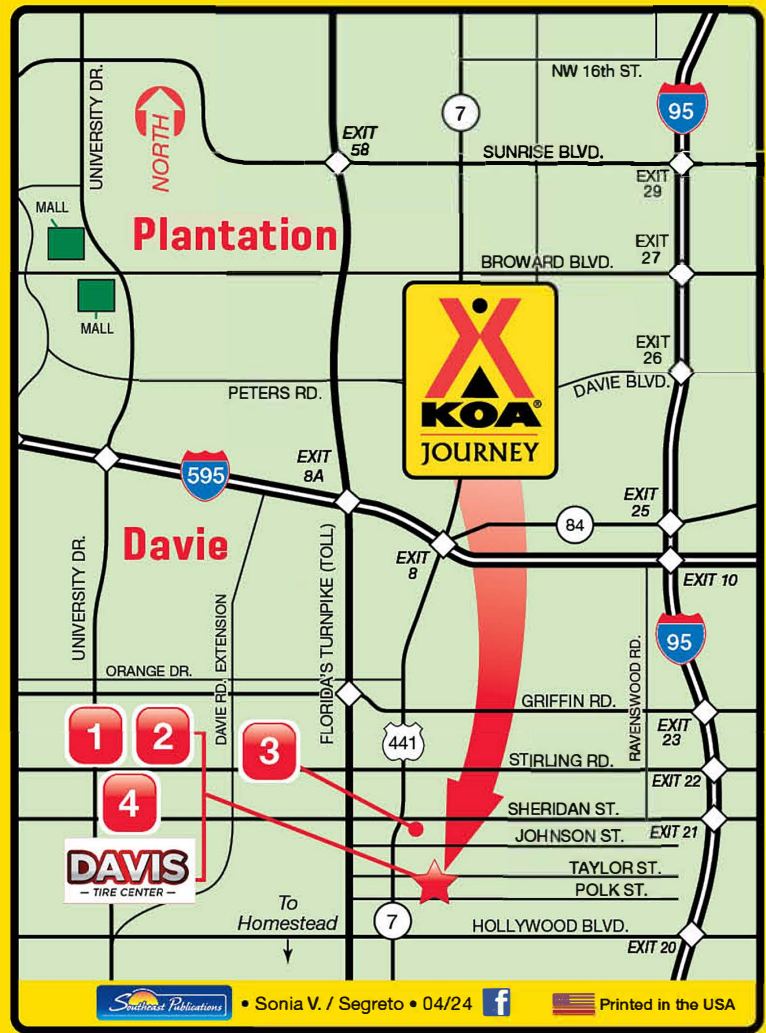 NW 16th ST.
UNIVERSITY DR.
NORTH
7
95
EXIT
58
SUNRISE BLVD.
EXIT
29
MALL
Plantation
EXIT
27
BROWARD BLVD.
MALL
EXIT
26
KOA®
JOURNEY
PETERS RD.
DAVIE BLVD.
EXIT
8A
595
EXIT
25
84
Davie
EXIT
8
EXIT 10
UNIVERSITY DR.
DAVIE RD. EXTENSION
FLORIDA'S TURNPIKE (TOLL)
RAVENSWOOD RD.
95
ORANGE DR.
GRIFFIN RD.
EXIT
23
1
2
3
441
STIRLING RD.
EXIT 22
4
SHERIDAN ST.
JOHNSON ST.
EXIT 21
DAVIS
– TIRE CENTER –
TAYLOR ST.
POLK ST.
To
Homestead
7
HOLLYWOOD BLVD.
EXIT 20
Southeast Publications • Sonia V. / Segreto • 04/24 f Printed in the USA